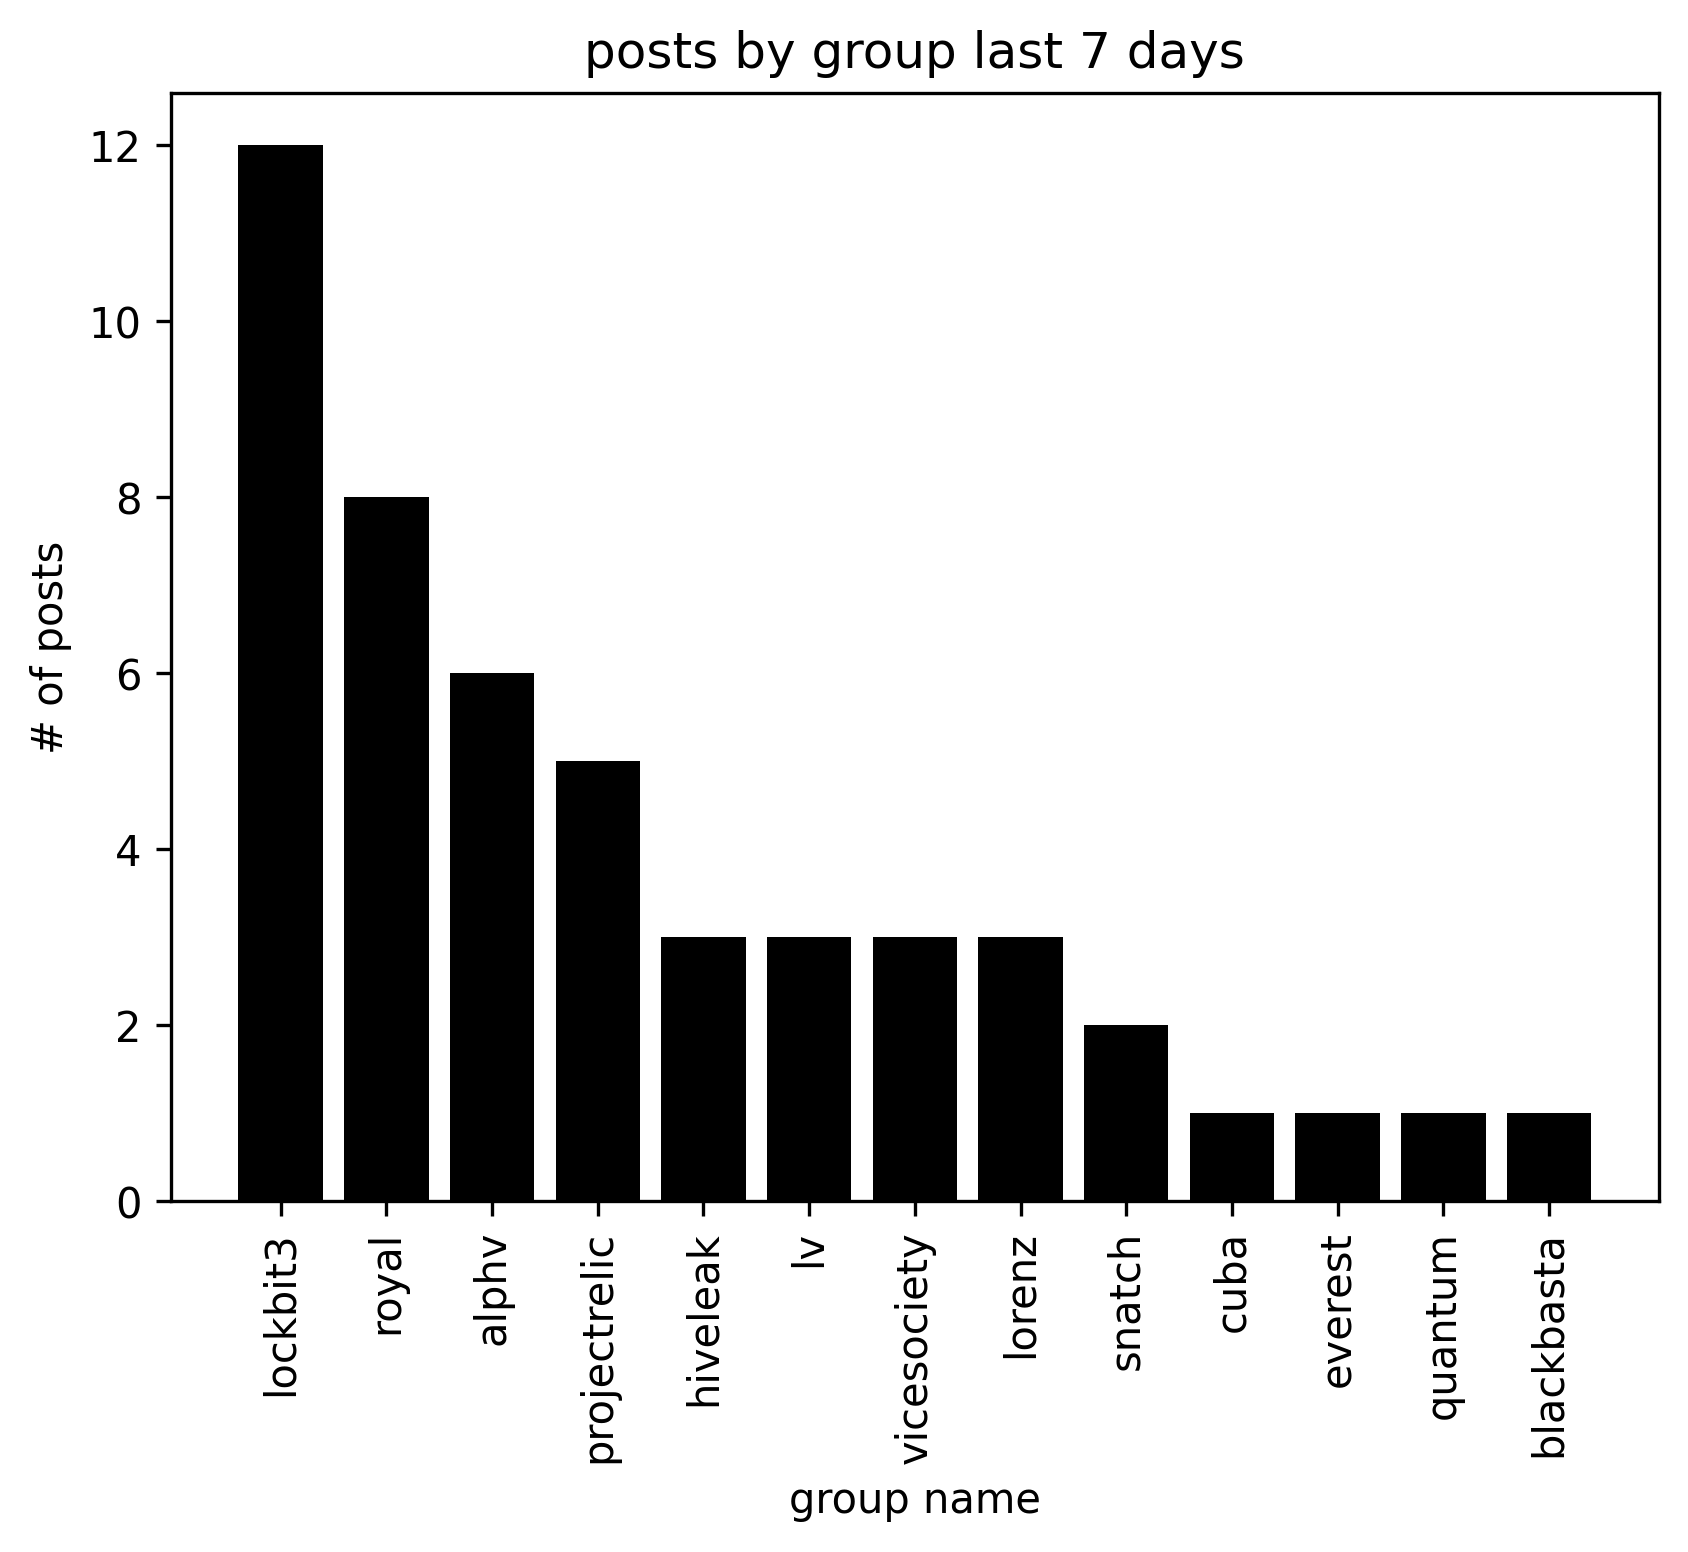 posts by group last 7 days
12
10
8
6
4
2
0
# of posts
lockbit3
royal
alphv
projectrelic
hiveleak
lv
vicesociety
lorenz
snatch
cuba
everest
quantum
blackbasta
group name